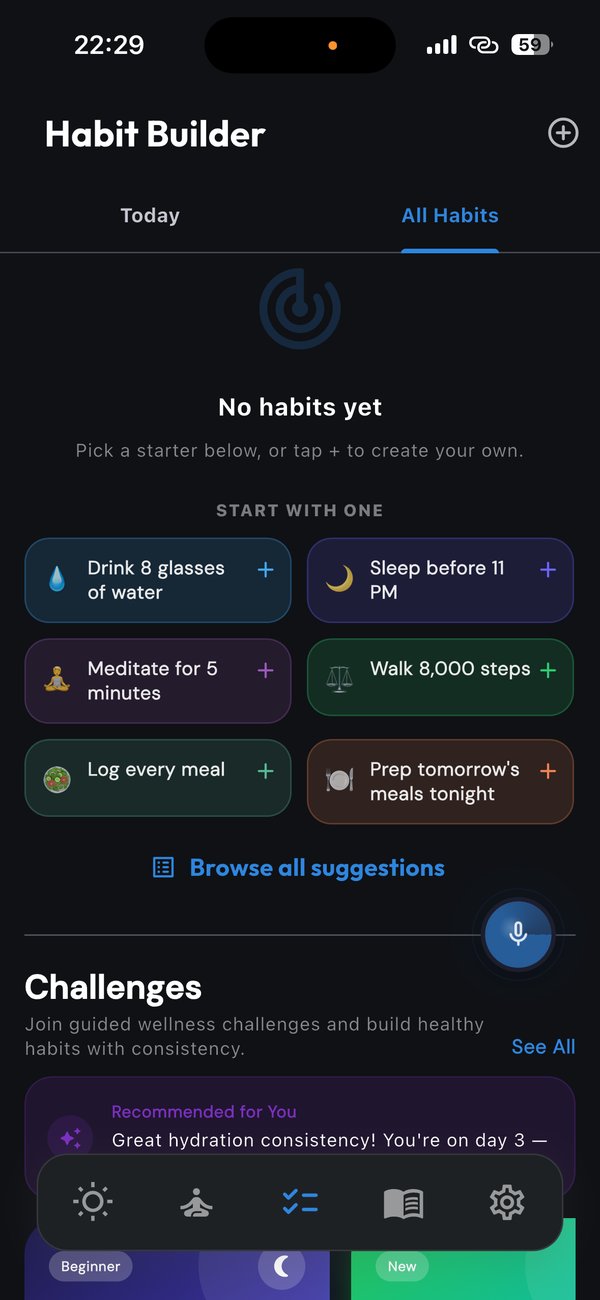 22:29
59
Habit Builder
Today
All Habits
No habits yet
Pick a starter below, or tap + to create your own.
START WITH ONE
Drink 8 glasses
of water
Sleep before 11
PM
Meditate for 5
minutes
Walk 8,000 steps
Log every meal
Prep tomorrow's
meals tonight
Browse all suggestions
Challenges
Join guided wellness challenges and build healthy
habits with consistency.
See All
Recommended for You
Great hydration consistency! You're on day 3 —
Beginner
New